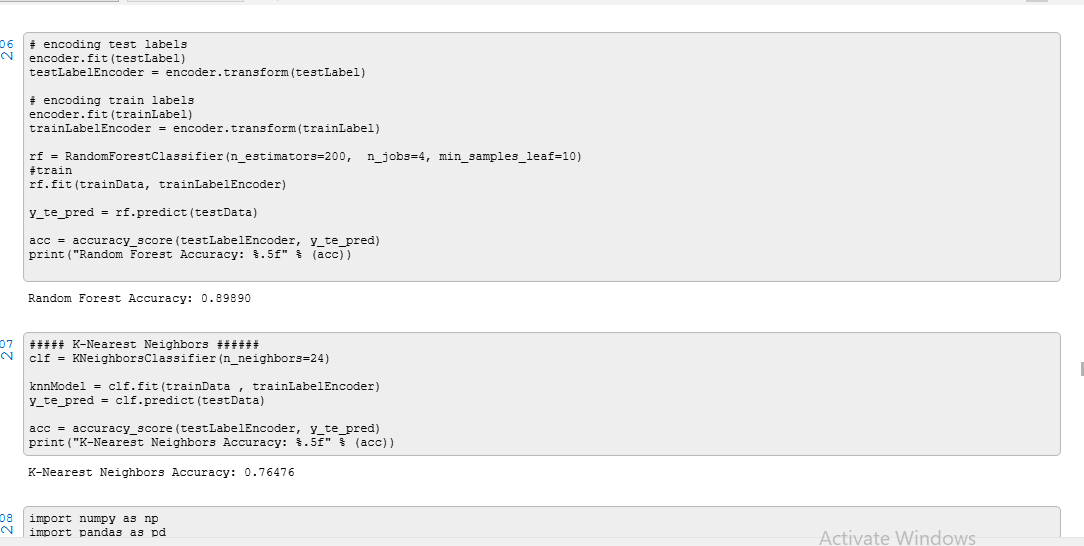 06
# encoding test labels
encoder.fit(testLabel)
testLabelEncoder = encoder.transform(testLabel)
# encoding train labels
encoder.fit(trainLabel)
trainLabelEncoder = encoder.transform(trainLabel)
rf = RandomForestClassifier(n_estimators=200,  n_jobs=4, min_samples_leaf=10)
#train
rf.fit(trainData, trainLabelEncoder)
y_te_pred = rf.predict(testData)
acc = accuracy_score(testLabelEncoder, y_te_pred)
print("Random Forest Accuracy: %.5f" % (acc))
Random Forest Accuracy: 0.89890
07
##### K-Nearest Neighbors ######
clf = KNeighborsClassifier(n_neighbors=24)
knnModel = clf.fit(trainData , trainLabelEncoder)
y_te_pred = clf.predict(testData)
acc = accuracy_score(testLabelEncoder, y_te_pred)
print("K-Nearest Neighbors Accuracy: %.5f" % (acc))
K-Nearest Neighbors Accuracy: 0.76476
08
import numpy as np
import pandas as pd
Activate Windows